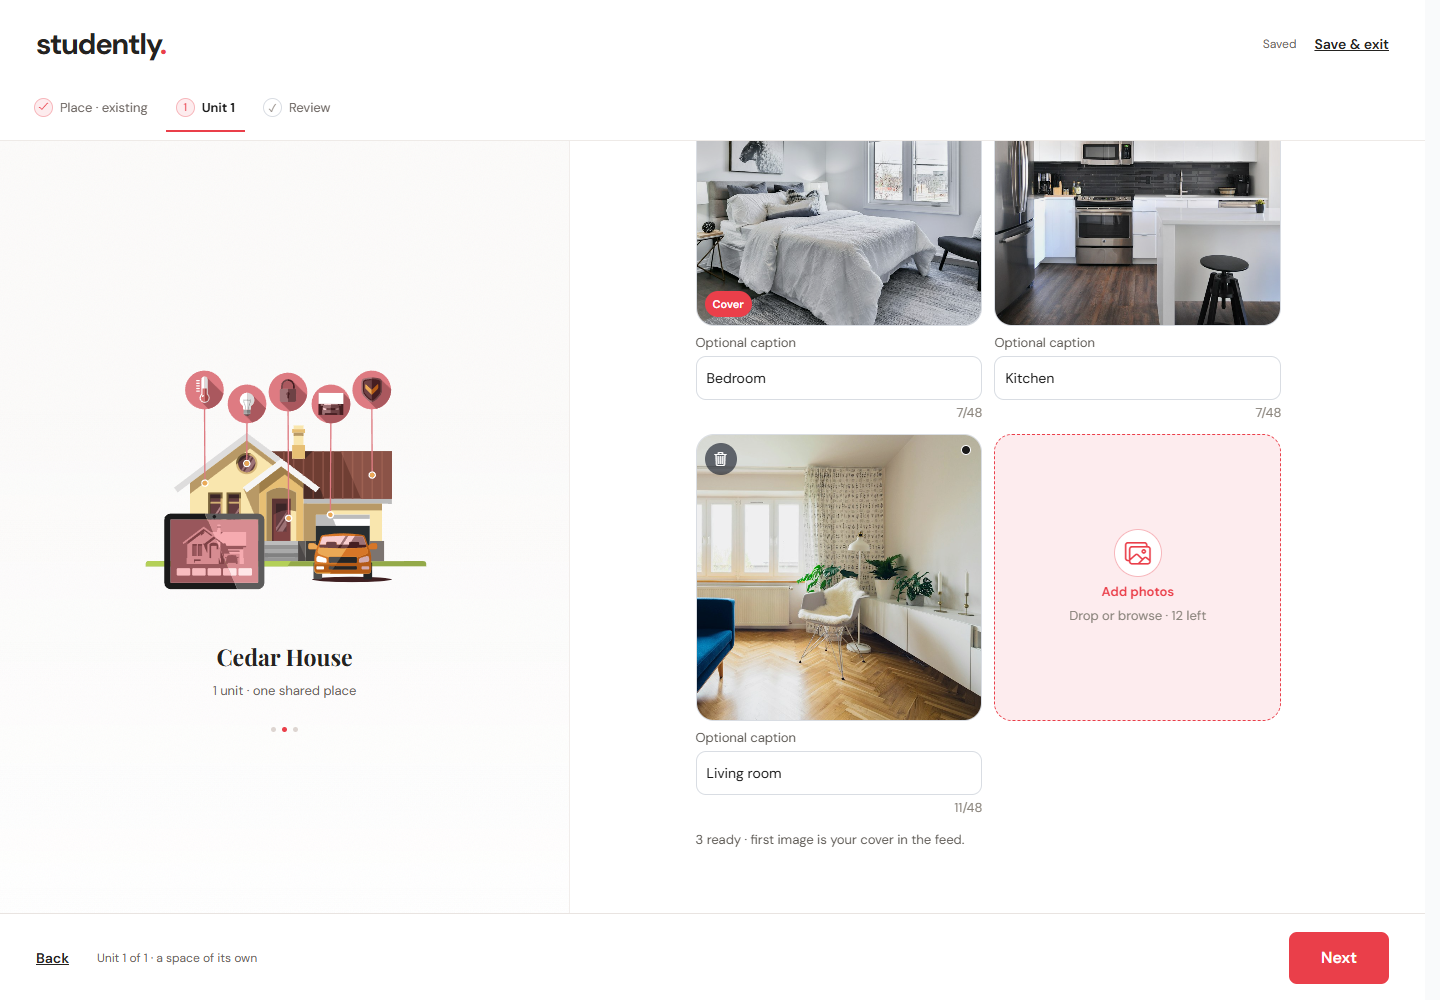 studently.
Saved
Save & exit
Place · existing
1
Unit 1
Review
Cover
Optional caption
Optional caption
Bedroom
Kitchen
7/48
7/48
Add photos
Drop or browse · 12 left
Cedar House
1 unit · one shared place
Optional caption
Living room
11/48
3 ready · first image is your cover in the feed.
Back
Unit 1 of 1 · a space of its own
Next